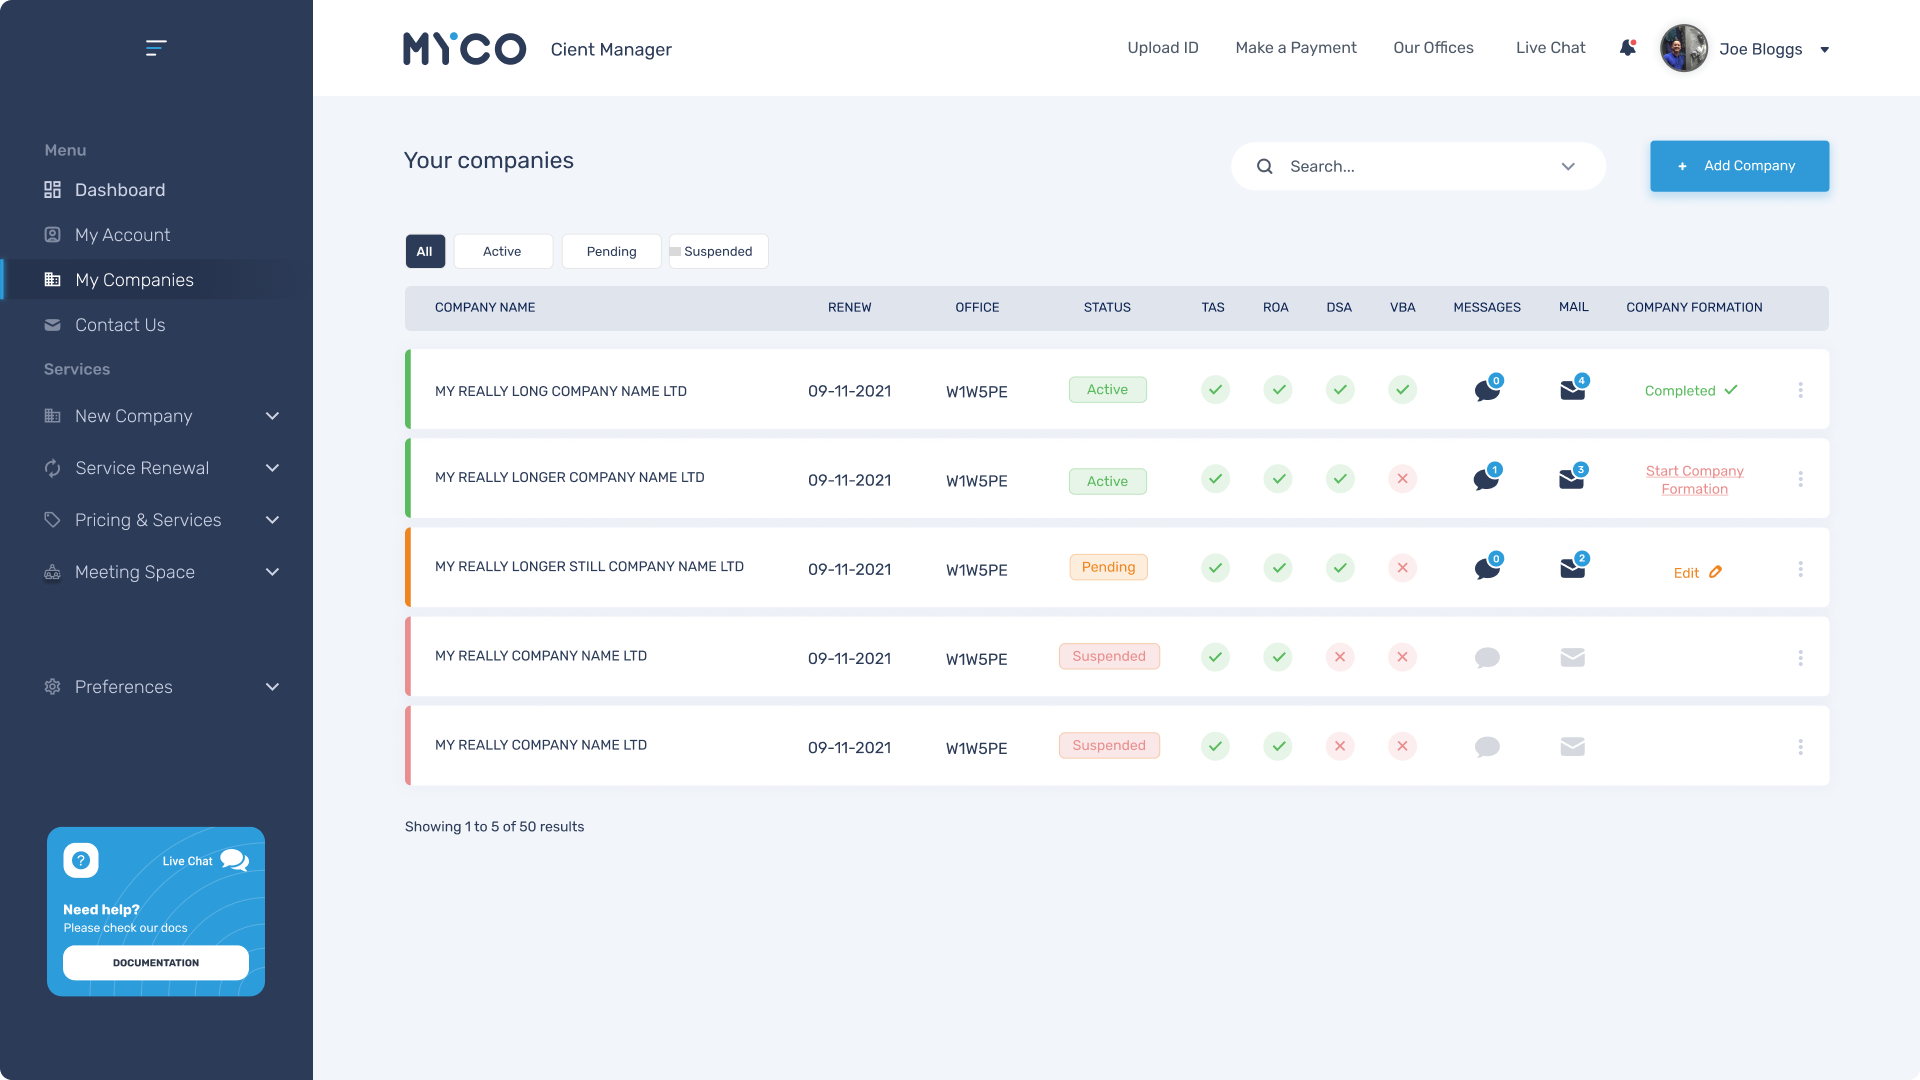 MYCO Cient Manager
Upload ID Make a Payment Our Offices Live Chat Joe Bloggs
Menu
Dashboard
My Account
My Companies
Contact Us
Services
New Company
Service Renewal
Pricing & Services
Meeting Space
Preferences
? Live Chat
Need help?
Please check our docs
DOCUMENTATION
Your companies
Search...
+ Add Company
All Active Pending Suspended
COMPANY NAME RENEW OFFICE STATUS TAS ROA DSA VBA MESSAGES MAIL COMPANY FORMATION
MY REALLY LONG COMPANY NAME LTD 09-11-2021 W1W5PE Active 0 4 Completed
MY REALLY LONGER COMPANY NAME LTD 09-11-2021 W1W5PE Active 1 3 Start Company
Formation
MY REALLY LONGER STILL COMPANY NAME LTD 09-11-2021 W1W5PE Pending 0 2 Edit
MY REALLY COMPANY NAME LTD 09-11-2021 W1W5PE Suspended
MY REALLY COMPANY NAME LTD 09-11-2021 W1W5PE Suspended
Showing 1 to 5 of 50 results